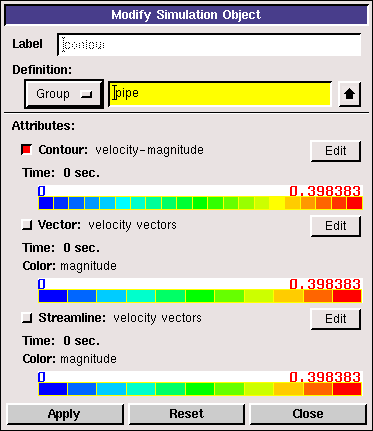 Modify Simulation Object
Label contour
Definition:
Group pipe
Attributes:
Contour: velocity-magnitude Edit
Time: 0 sec.
0 0.398383
Vector: velocity vectors Edit
Time: 0 sec.
Color: magnitude
0 0.398383
Streamline: velocity vectors Edit
Time: 0 sec.
Color: magnitude
0 0.398383
Apply Reset Close